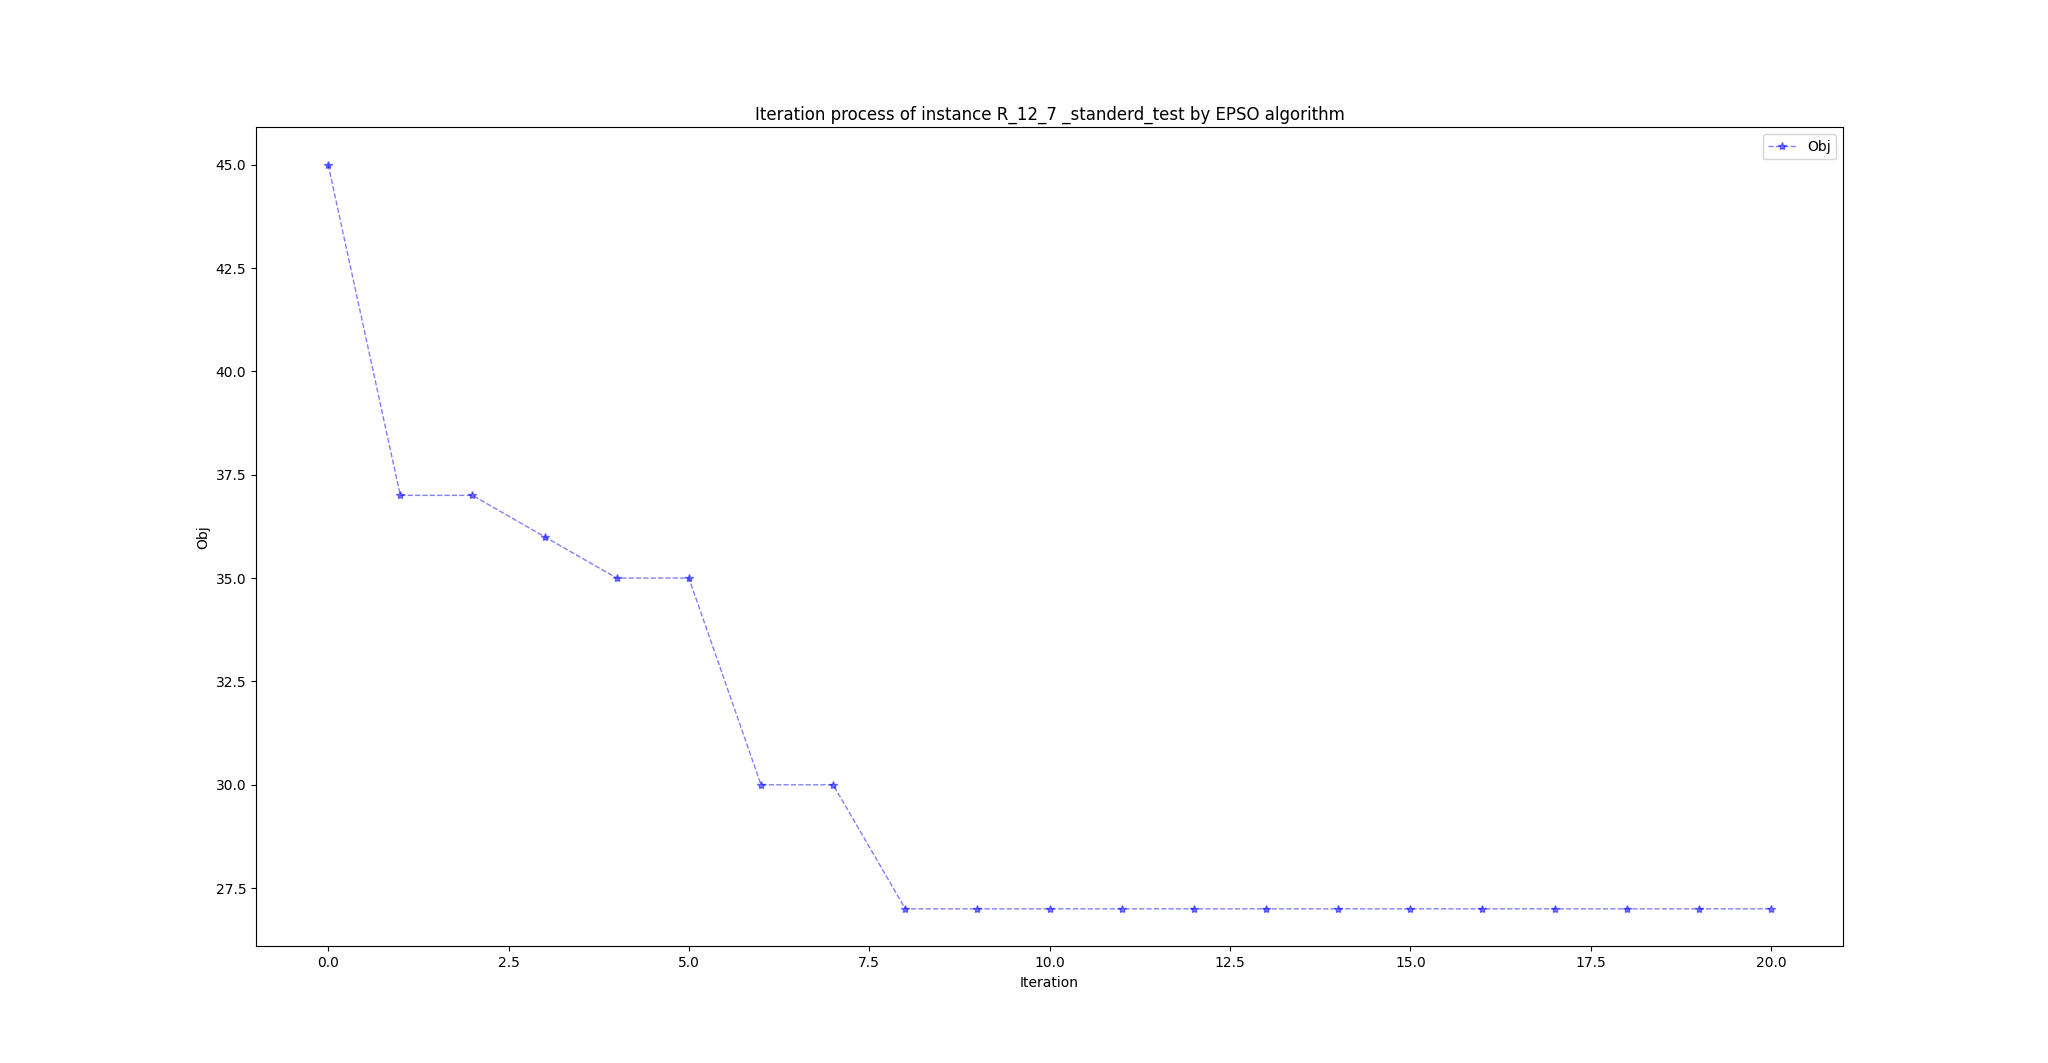 Iteration process of instance R_12_7 _standerd_test by EPSO algorithm
Obj
45.0
42.5
40.0
37.5
35.0
32.5
30.0
27.5
Obj
0.0 2.5 5.0 7.5 10.0 12.5 15.0 17.5 20.0
Iteration